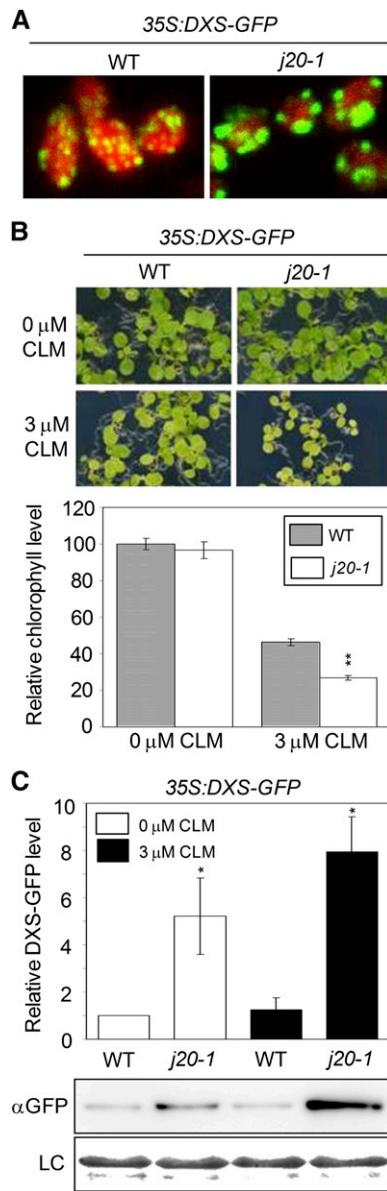 A
35S:DXS-GFP
WT j20-1
B
35S:DXS-GFP
WT j20-1
0 μM
CLM
3 μM
CLM
Relative chlorophyll level
120
100
80
60
40
20
0
WT
j20-1
**
0 μM CLM 3 μM CLM
C
35S:DXS-GFP
Relative DXS-GFP level
10
8
6
4
2
0
0 μM CLM
3 μM CLM
*
*
WT j20-1 WT j20-1
αGFP
LC